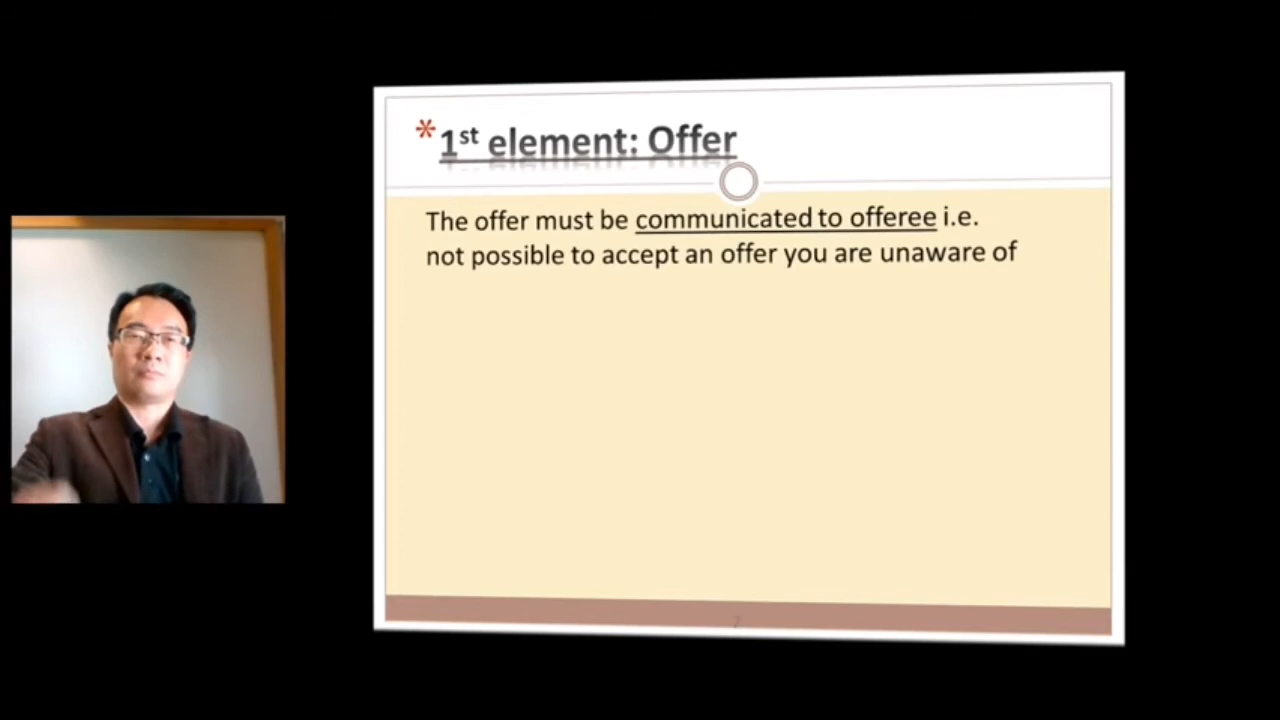 *1st element: Offer
The offer must be communicated to offeree i.e.
not possible to accept an offer you are unaware of